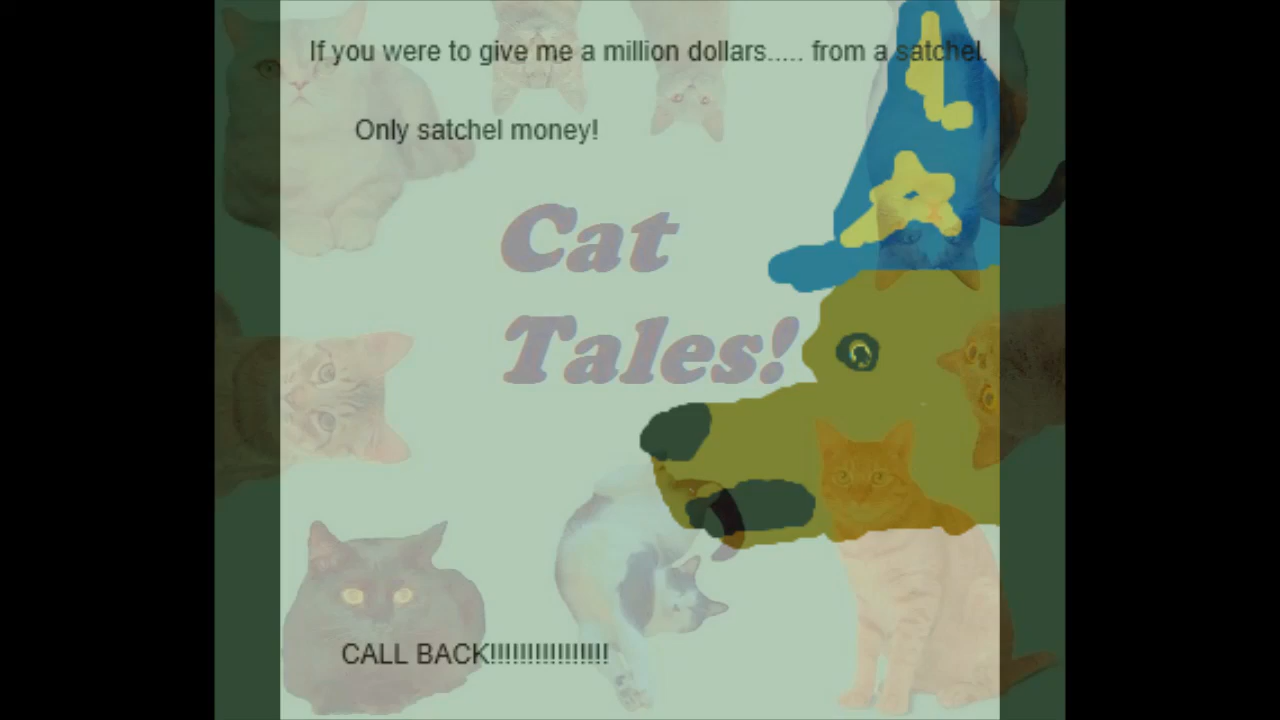 If you were to give me a million dollars..... from a satchel.
Only satchel money!
Cat
Tales!
CALL BACK!!!!!!!!!!!!!!!!!